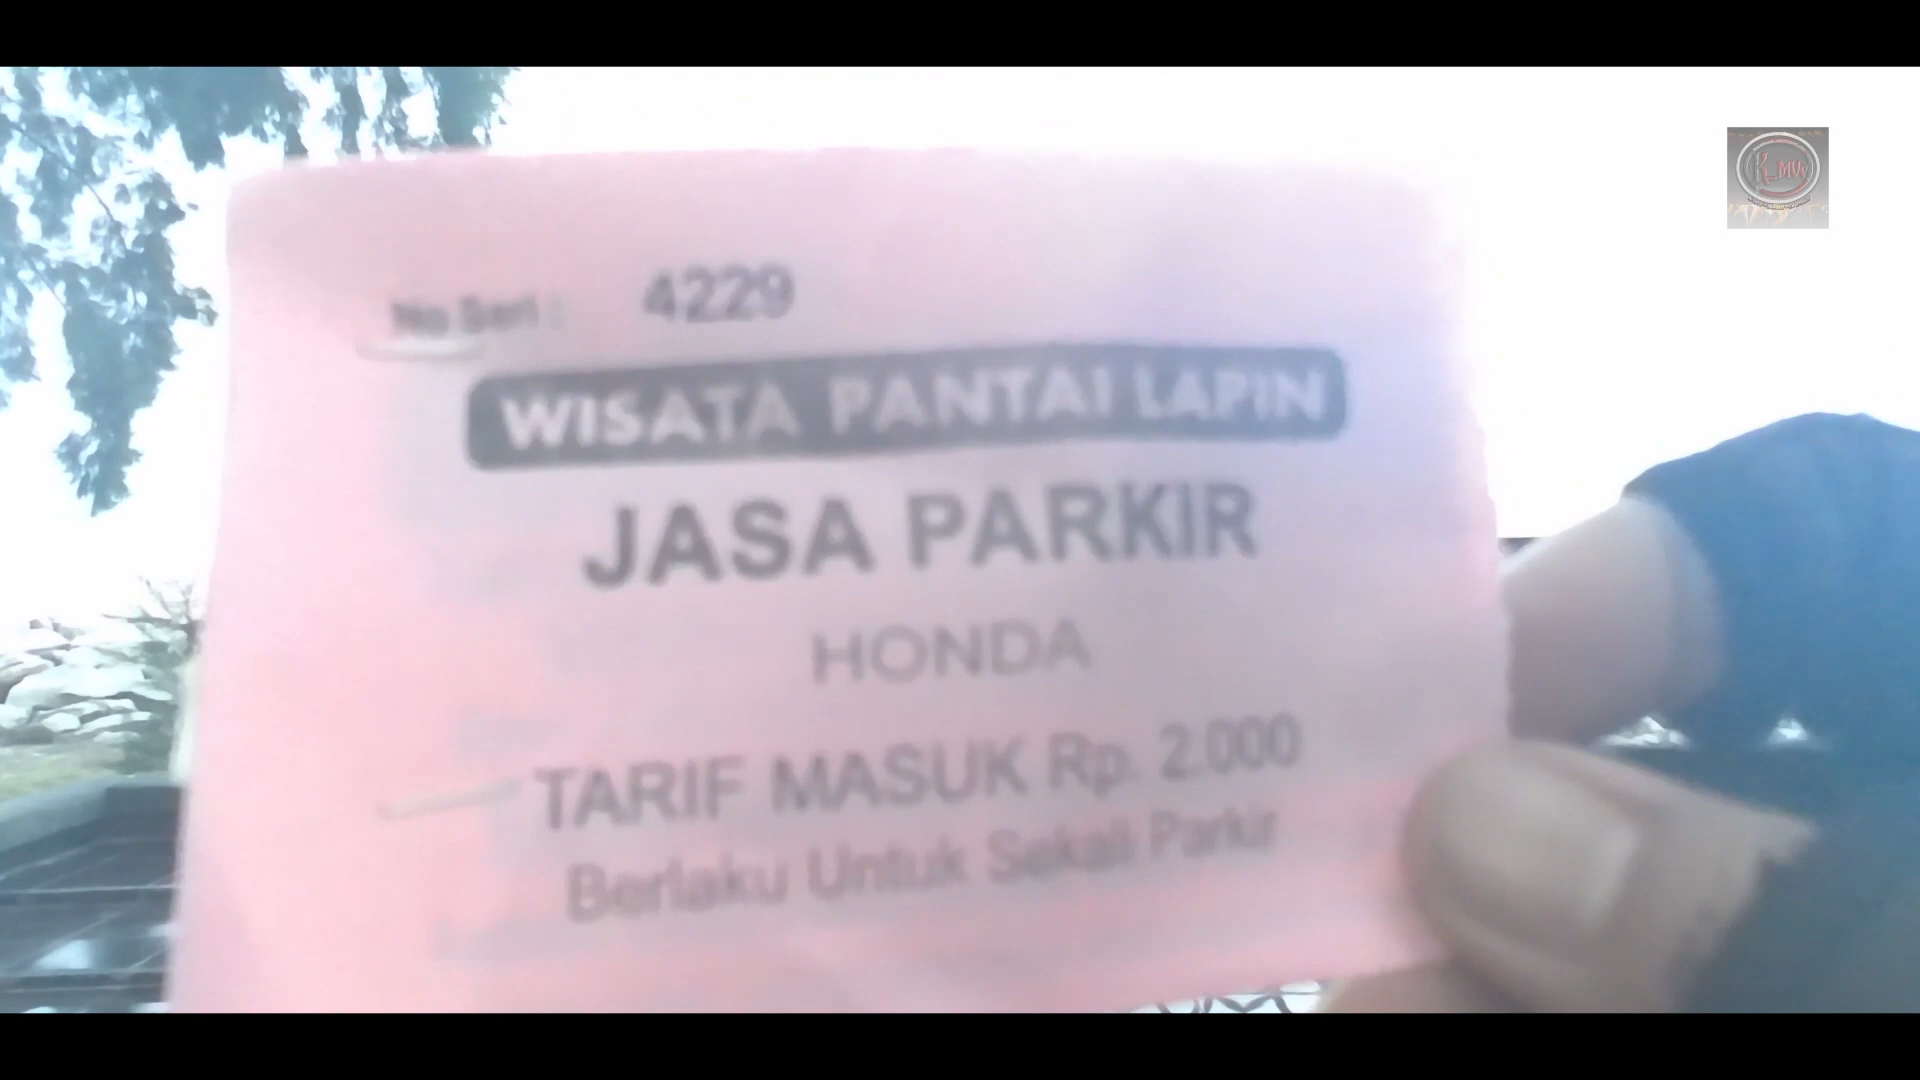 No Seri : 4229
WISATA PANTAI LAPIN
JASA PARKIR
HONDA
TARIF MASUK Rp. 2.000
Berlaku Untuk Sekali Parkir